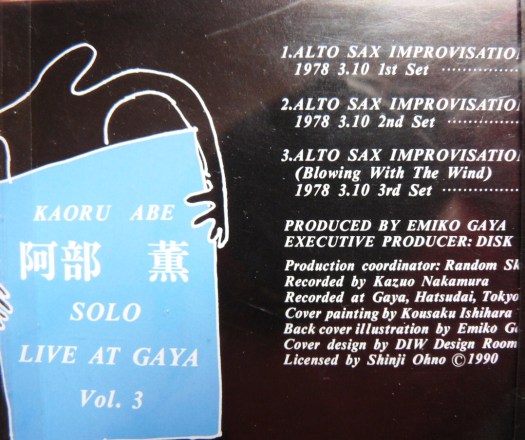 KAORU ABE
阿部 薫
SOLO
LIVE AT GAYA
Vol. 3
1. ALTO SAX IMPROVISATIO
1978 3.10 1st Set
2. ALTO SAX IMPROVISATIO
1978 3.10 2nd Set
3. ALTO SAX IMPROVISATIO
(Blowing With The Wind)
1978 3.10 3rd Set
PRODUCED BY EMIKO GAYA
EXECUTIVE PRODUCER: DISK
Production coordinator: Random Sk
Recorded by Kazuo Nakamura
Recorded at Gaya, Hatsudai, Tokyo
Cover painting by Kousaku Ishihara
Back cover illustration by Emiko Ga
Cover design by DIW Design Room
Licensed by Shinji Ohno ©1990